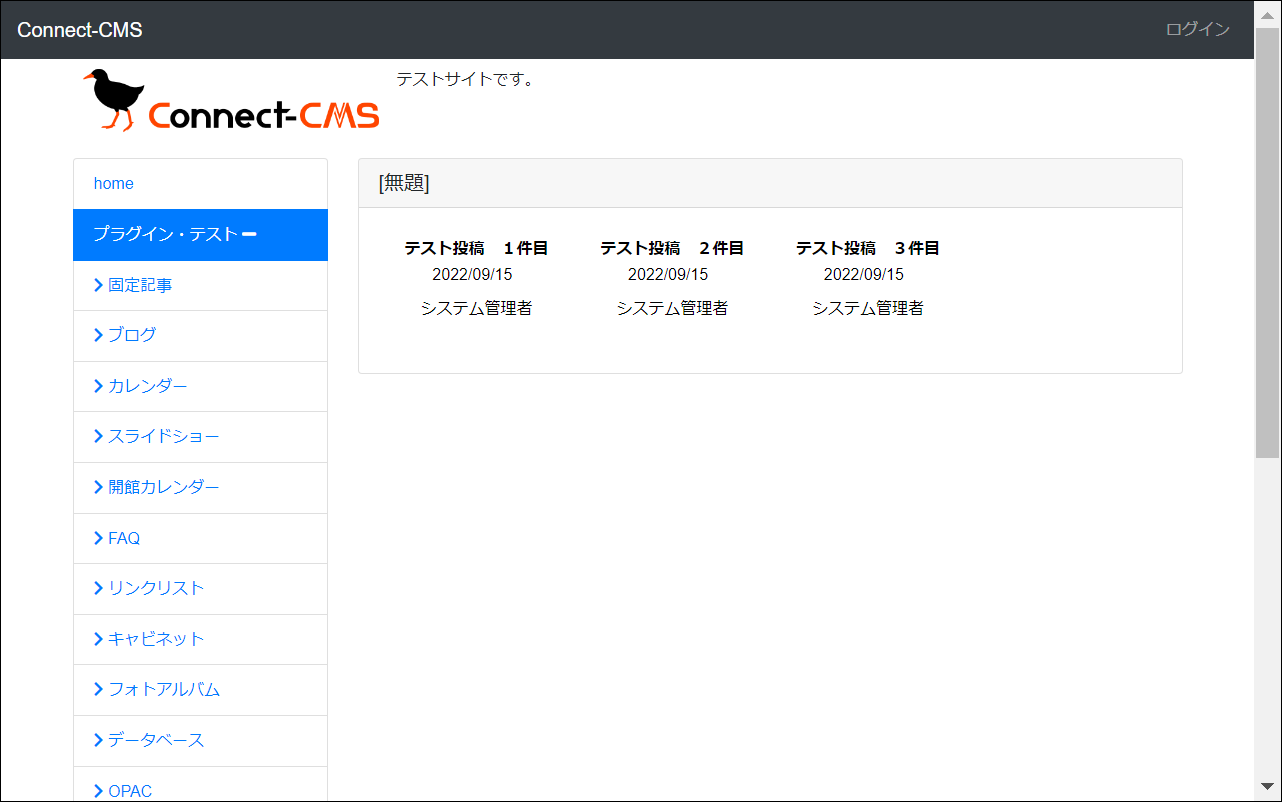 Connect-CMS
ログイン
Connect-CMS
テストサイトです。
home
プラグイン・テスト
固定記事
ブログ
カレンダー
スライドショー
開館カレンダー
FAQ
リンクリスト
キャビネット
フォトアルバム
データベース
OPAC
[無題]
テスト投稿　１件目
2022/09/15
システム管理者
テスト投稿　２件目
2022/09/15
システム管理者
テスト投稿　３件目
2022/09/15
システム管理者